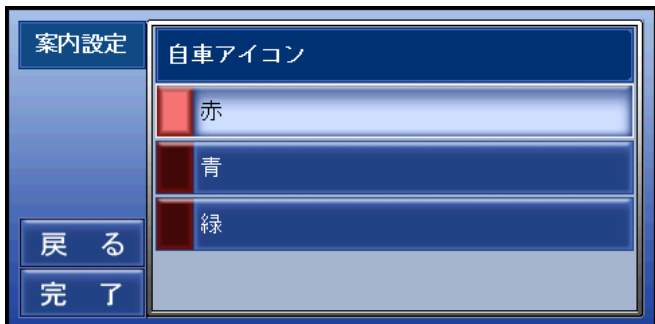 案内設定
自車アイコン
赤
青
緑
戻 る
完 了